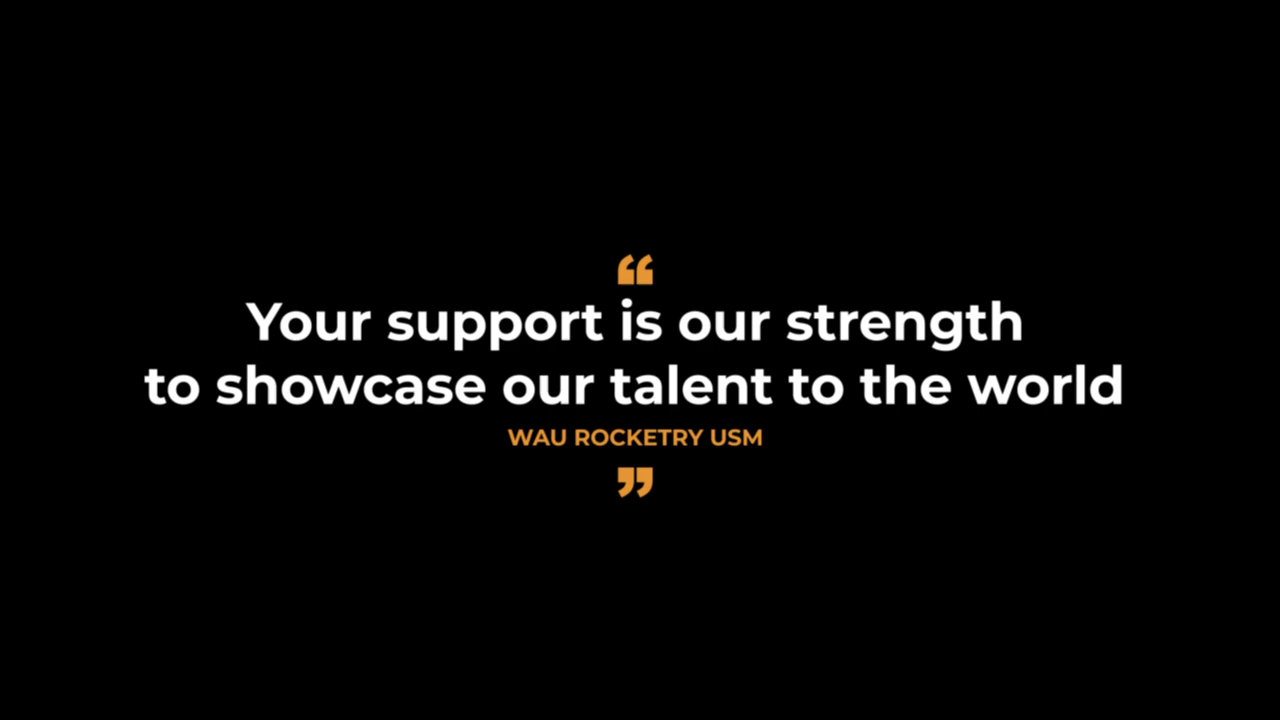 “
Your support is our strength
to showcase our talent to the world
WAU ROCKETRY USM
”